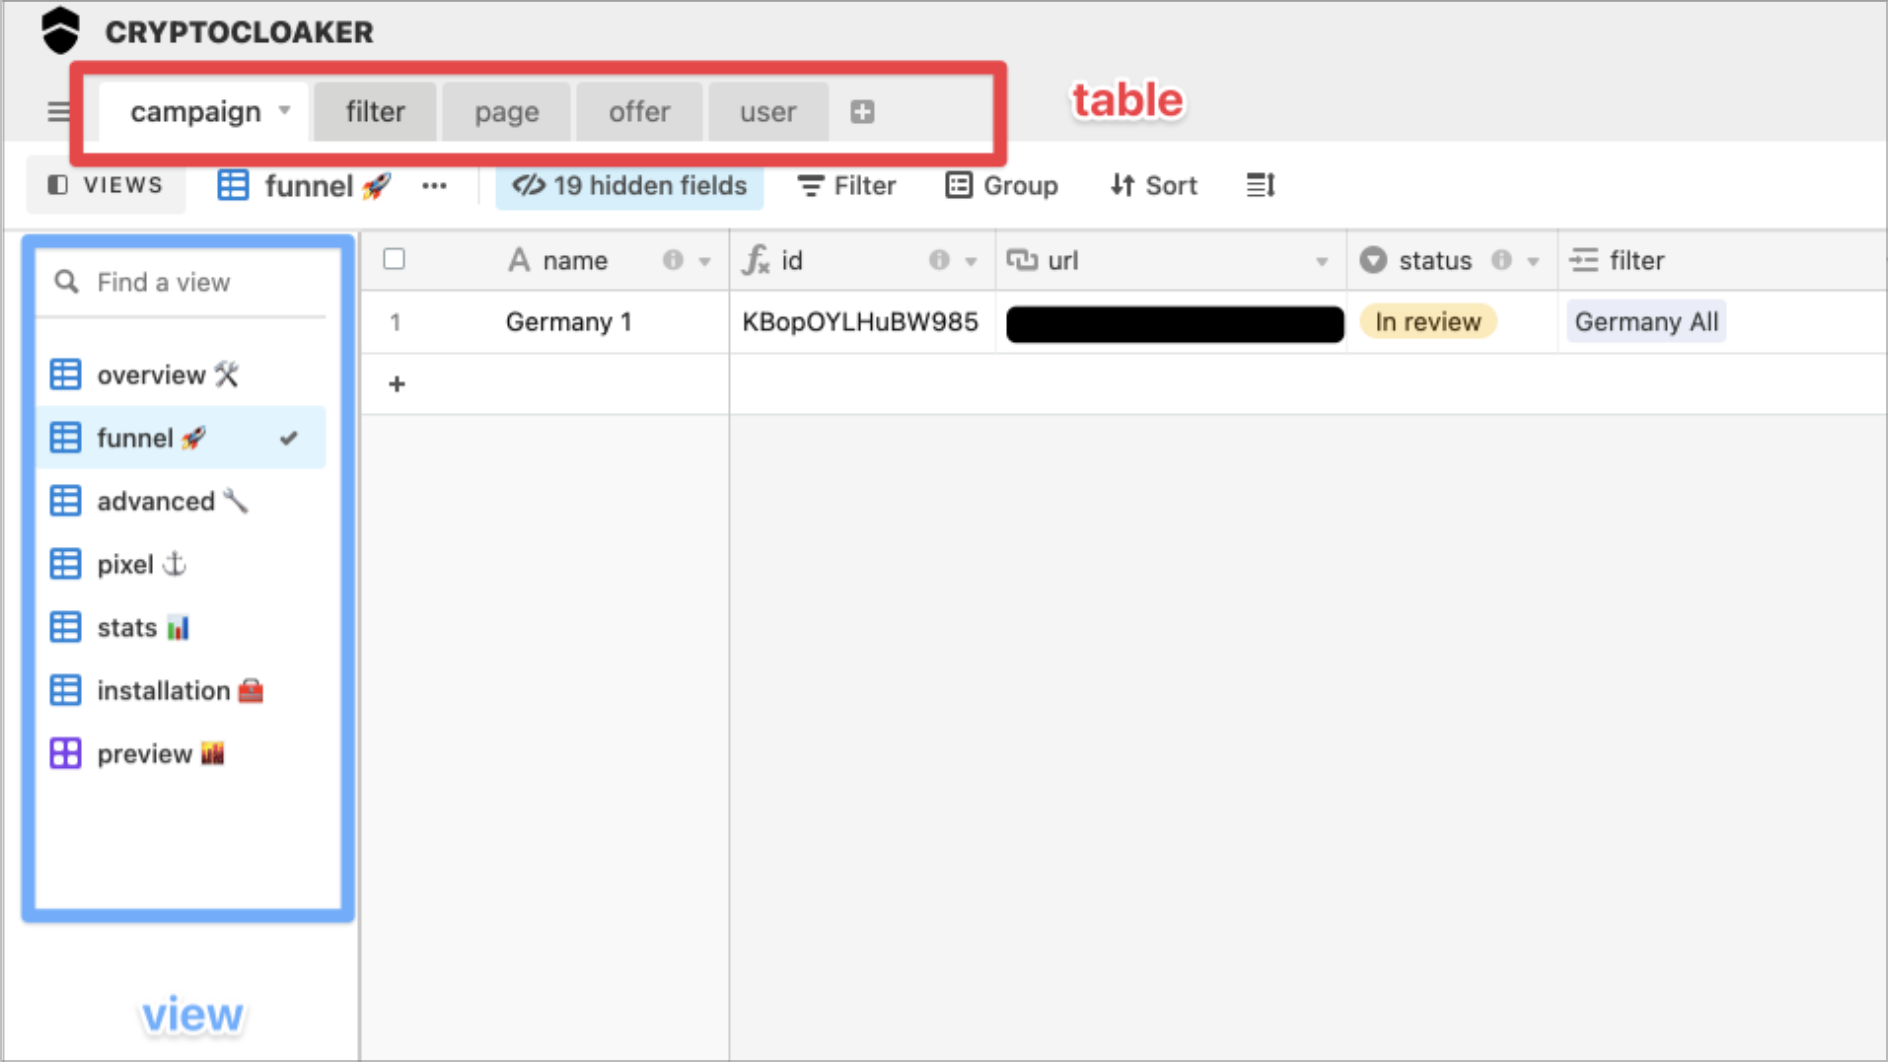 CRYPTOCLOAKER
campaign filter page offer user
table
VIEWS funnel 19 hidden fields Filter Group Sort
Find a view
name id url status filter
1 Germany 1 KBopOYLHuBW985 In review Germany All
overview
funnel
advanced
pixel
stats
installation
preview
view